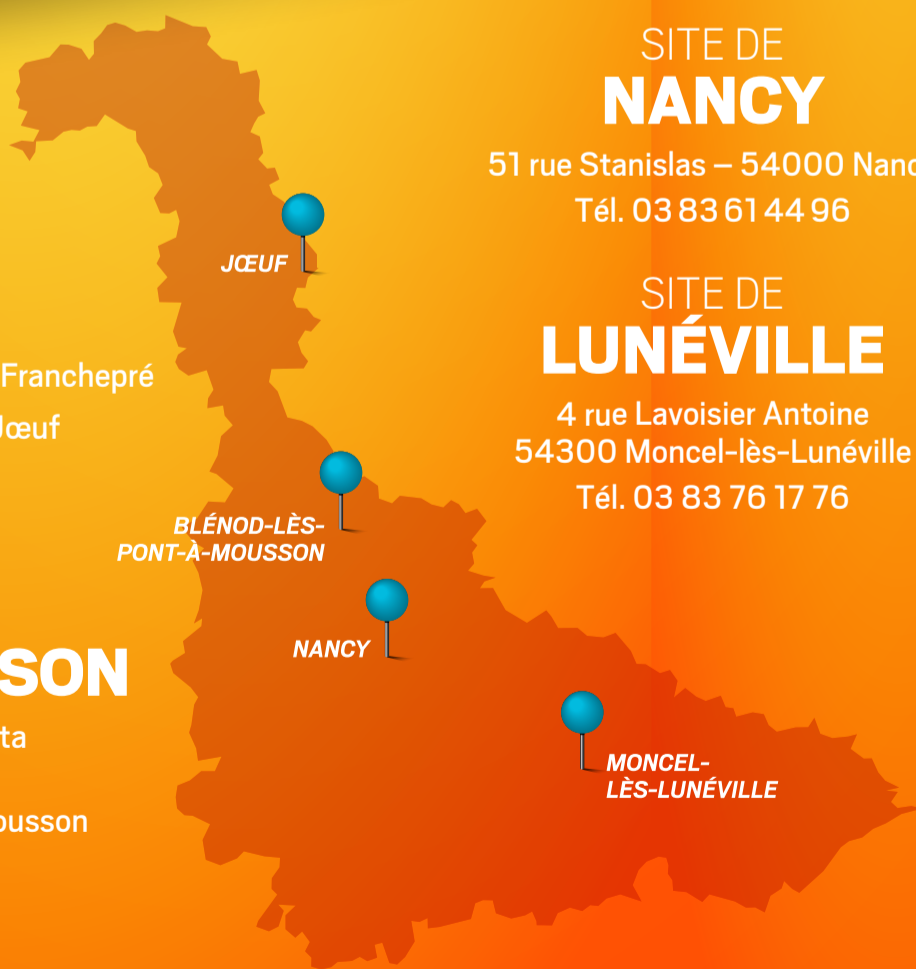 SITE DE
NANCY
51 rue Stanislas – 54000 Nanc
Tél. 03 83 61 44 96
SITE DE
LUNÉVILLE
4 rue Lavoisier Antoine
54300 Moncel-lès-Lunéville
Tél. 03 83 76 17 76
Franchepré
Jœuf
SON
ta
ousson
JŒUF
BLÉNOD-LÈS-
PONT-À-MOUSSON
NANCY
MONCEL-
LÈS-LUNÉVILLE